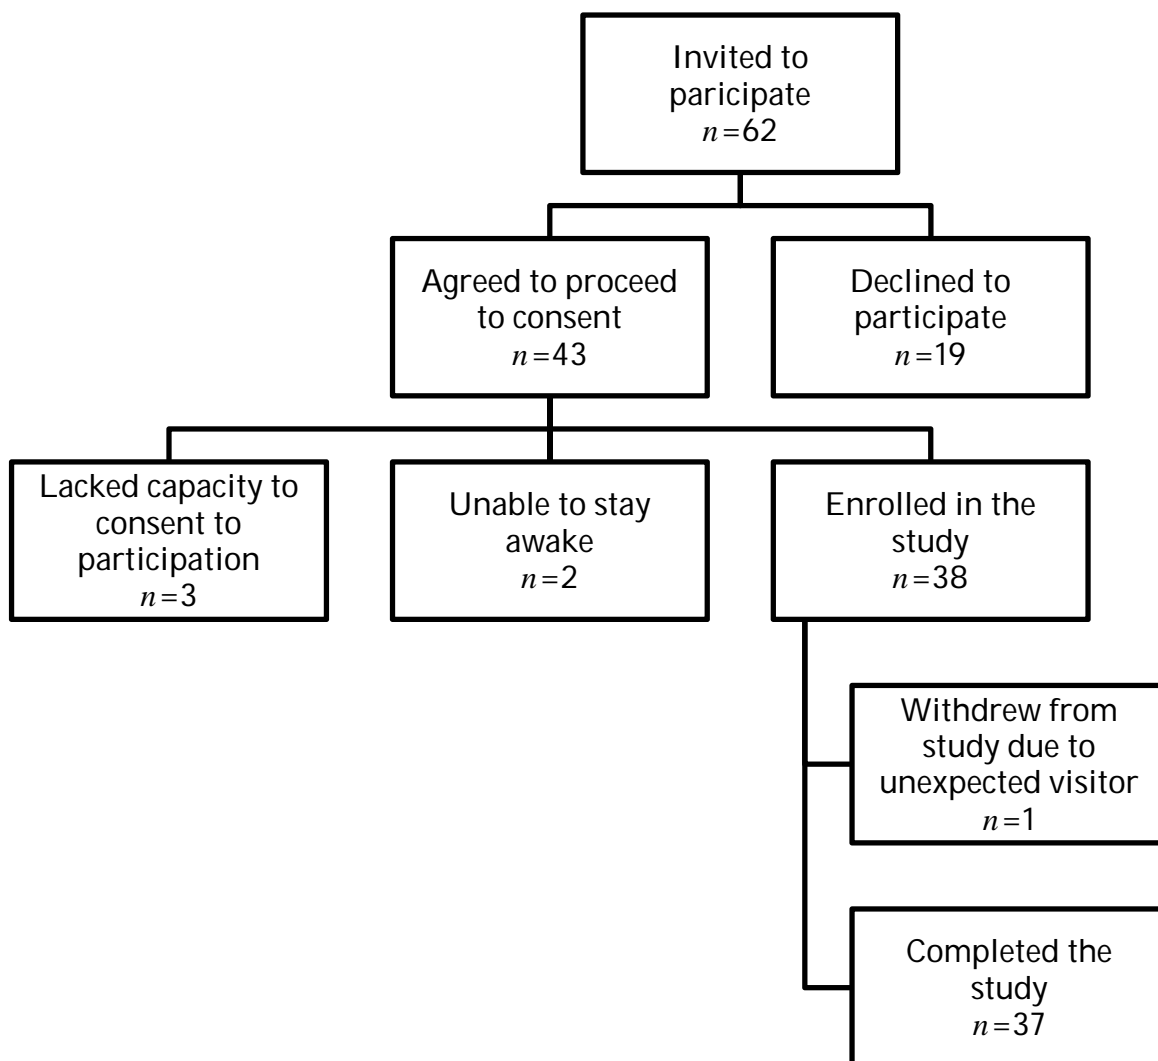 Invited to
paricipate
n=62
Agreed to proceed
to consent
n=43
Declined to
participate
n=19
Lacked capacity to
consent to
participation
n=3
Unable to stay
awake
n=2
Enrolled in the
study
n=38
Withdrew from
study due to
unexpected visitor
n=1
Completed the
study
n=37